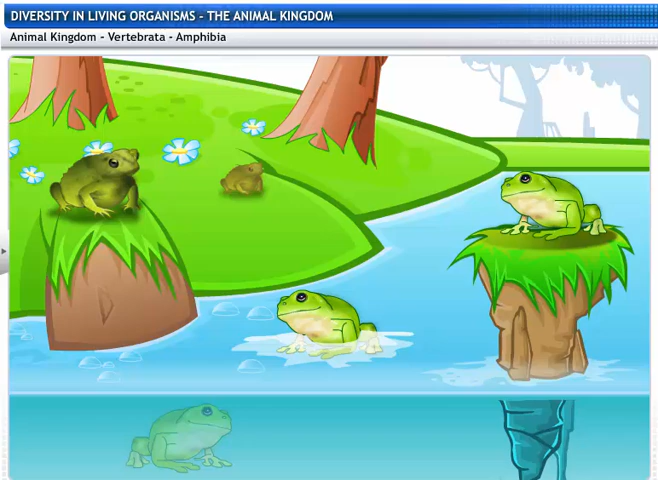 DIVERSITY IN LIVING ORGANISMS - THE ANIMAL KINGDOM
Animal Kingdom - Vertebrata - Amphibia